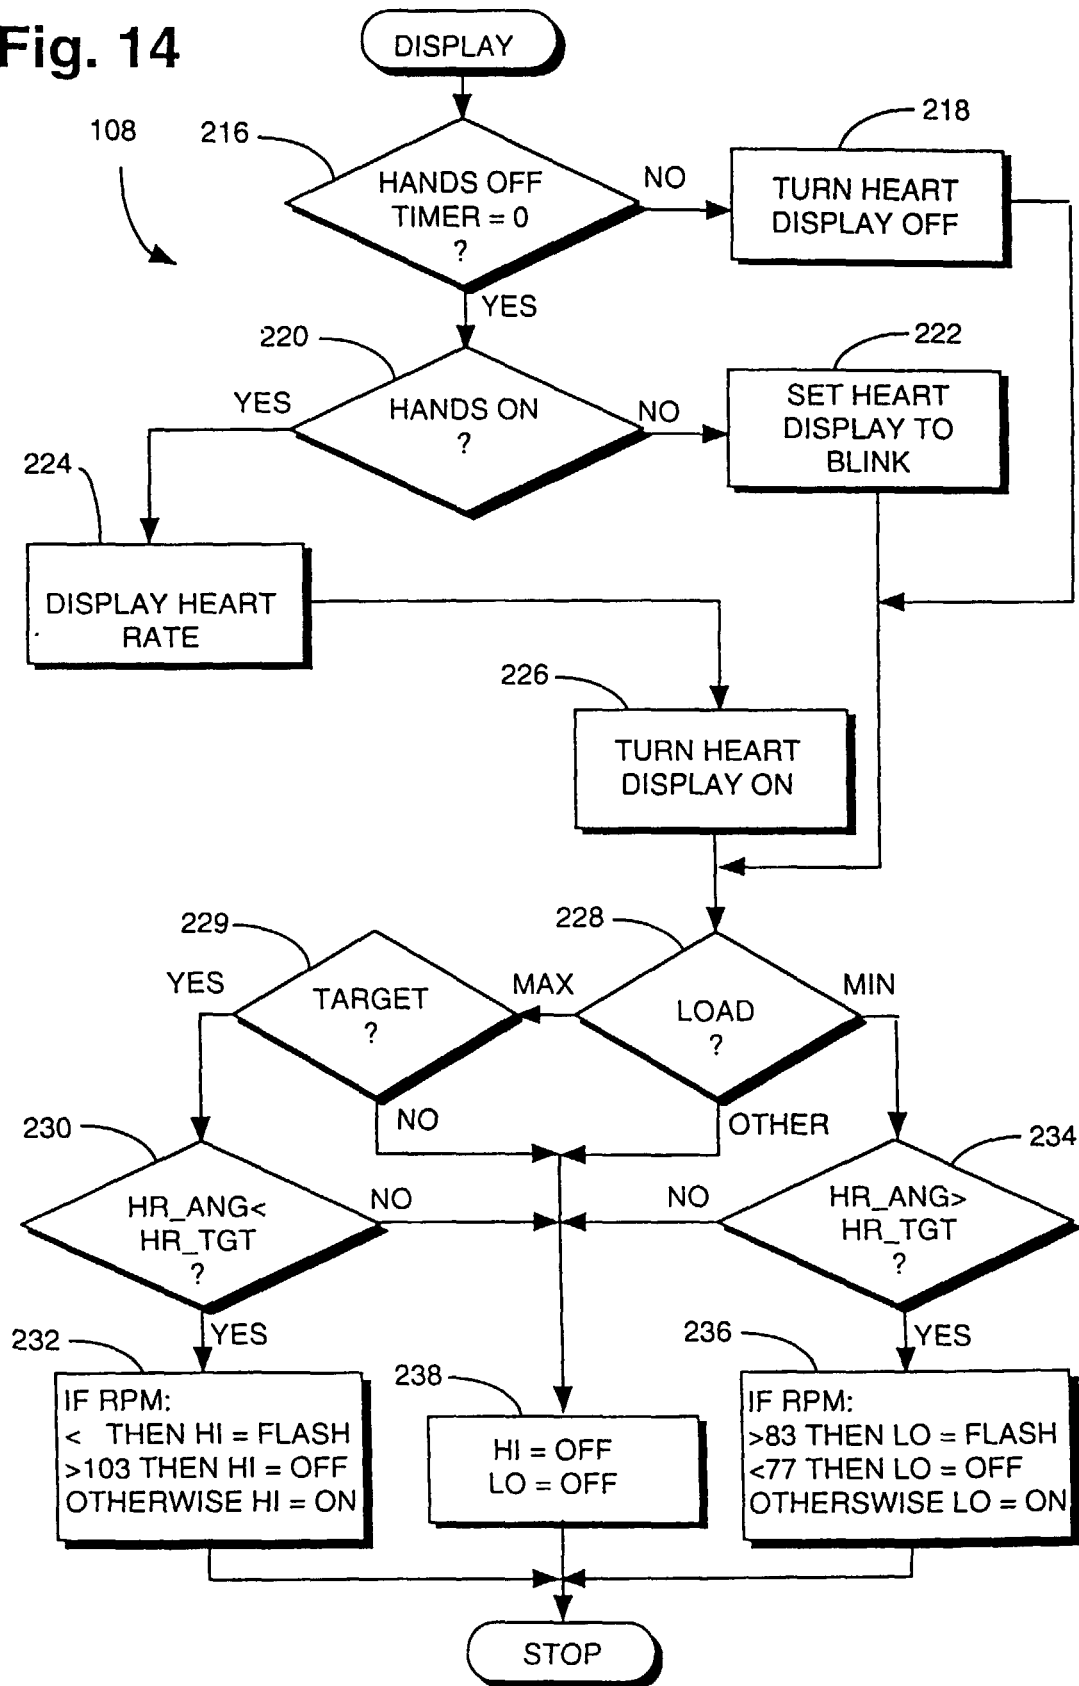 Fig. 14
DISPLAY
108
216
HANDS OFF
TIMER = 0
?
NO
218
TURN HEART
DISPLAY OFF
YES
220
HANDS ON
?
YES
NO
222
SET HEART
DISPLAY TO
BLINK
224
DISPLAY HEART
RATE
226
TURN HEART
DISPLAY ON
229
TARGET
?
YES
MAX
228
LOAD
?
MIN
NO
OTHER
230
HR_ANG<
HR_TGT
?
NO
NO
234
HR_ANG>
HR_TGT
?
YES
YES
232
IF RPM:
< THEN HI = FLASH
>103 THEN HI = OFF
OTHERWISE HI = ON
238
HI = OFF
LO = OFF
236
IF RPM:
>83 THEN LO = FLASH
<77 THEN LO = OFF
OTHERSWISE LO = ON
STOP